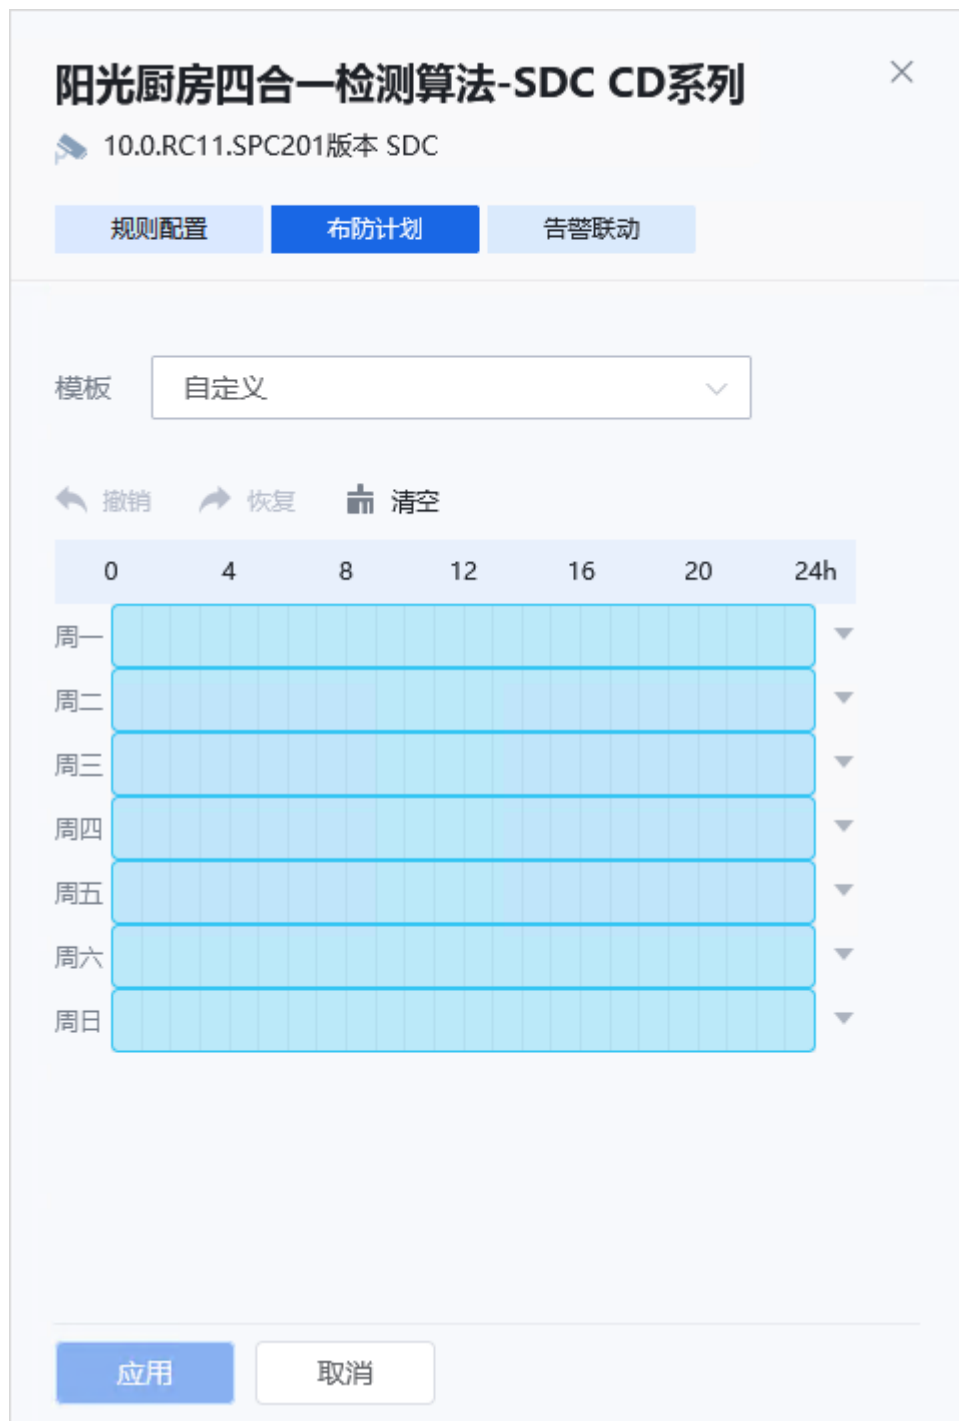 阳光厨房四合一检测算法-SDC CD系列
10.0.RC11.SPC201版本 SDC
规则配置 布防计划 告警联动
模板 自定义
撤销 恢复 清空
0 4 8 12 16 20 24h
周一
周二
周三
周四
周五
周六
周日
应用 取消